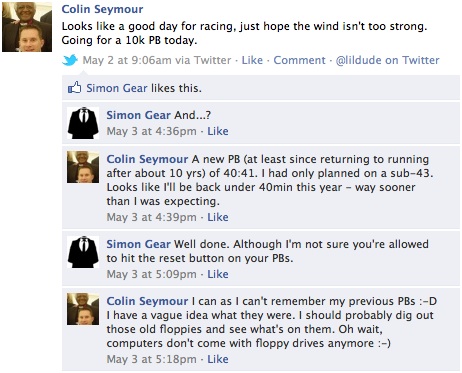 Colin Seymour
Looks like a good day for racing, just hope the wind isn't too strong.
Going for a 10k PB today.
May 2 at 9:06am via Twitter · Like · Comment · @lildude on Twitter
Simon Gear likes this.
Simon Gear And...?
May 3 at 4:36pm · Like
Colin Seymour A new PB (at least since returning to running
after about 10 yrs) of 40:41. I had only planned on a sub-43.
Looks like I'll be back under 40min this year - way sooner
than I was expecting.
May 3 at 4:39pm · Like
Simon Gear Well done. Although I'm not sure you're allowed
to hit the reset button on your PBs.
May 3 at 5:09pm · Like
Colin Seymour I can as I can't remember my previous PBs :-D
I have a vague idea what they were. I should probably dig out
those old floppies and see what's on them. Oh wait,
computers don't come with floppy drives anymore :-)
May 3 at 5:18pm · Like